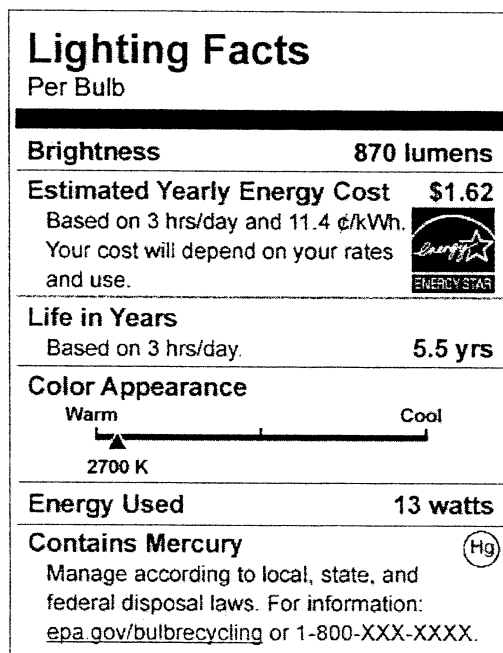 Lighting Facts
Per Bulb
Brightness 870 lumens
Estimated Yearly Energy Cost $1.62
Based on 3 hrs/day and 11.4 ¢/kWh.
Your cost will depend on your rates
and use.
energy
ENERGY STAR
Life in Years
Based on 3 hrs/day. 5.5 yrs
Color Appearance
Warm Cool
2700 K
Energy Used 13 watts
Contains Mercury Hg
Manage according to local, state, and
federal disposal laws. For information:
epa.gov/bulbrecycling or 1-800-XXX-XXXX.